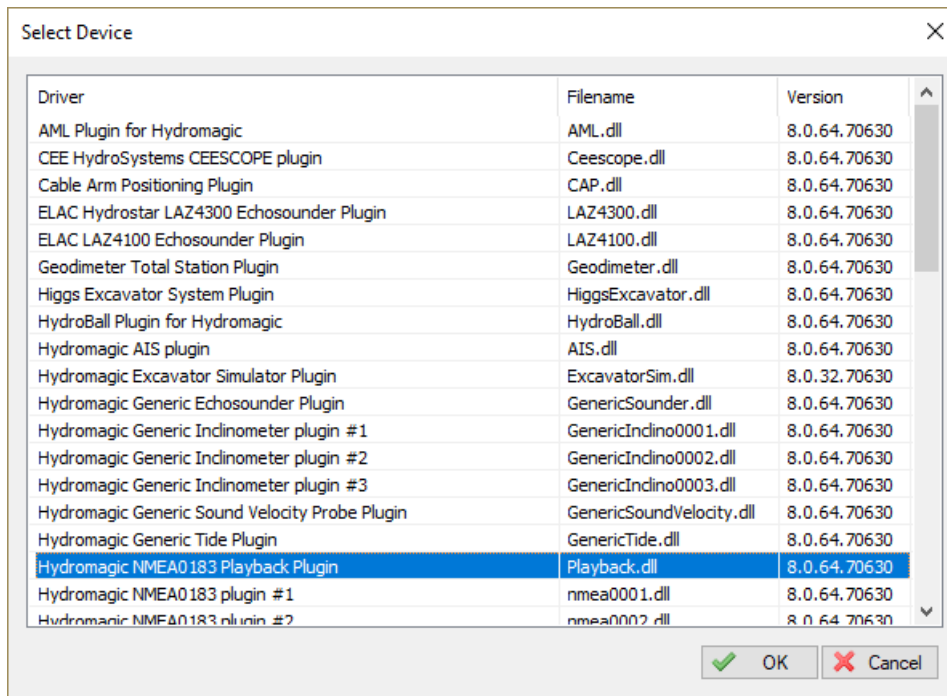 Select Device
Driver Filename Version
AML Plugin for Hydromagic AML.dll 8.0.64.70630
CEE HydroSystems CEESCOPE plugin Ceescope.dll 8.0.64.70630
Cable Arm Positioning Plugin CAP.dll 8.0.64.70630
ELAC Hydrostar LAZ4300 Echosounder Plugin LAZ4300.dll 8.0.64.70630
ELAC LAZ4100 Echosounder Plugin LAZ4100.dll 8.0.64.70630
Geodimeter Total Station Plugin Geodimeter.dll 8.0.64.70630
Higgs Excavator System Plugin HiggsExcavator.dll 8.0.64.70630
HydroBall Plugin for Hydromagic HydroBall.dll 8.0.64.70630
Hydromagic AIS plugin AIS.dll 8.0.64.70630
Hydromagic Excavator Simulator Plugin ExcavatorSim.dll 8.0.32.70630
Hydromagic Generic Echosounder Plugin GenericSounder.dll 8.0.64.70630
Hydromagic Generic Inclinometer plugin #1 GenericInclino0001.dll 8.0.64.70630
Hydromagic Generic Inclinometer plugin #2 GenericInclino0002.dll 8.0.64.70630
Hydromagic Generic Inclinometer plugin #3 GenericInclino0003.dll 8.0.64.70630
Hydromagic Generic Sound Velocity Probe Plugin GenericSoundVelocity.dll 8.0.64.70630
Hydromagic Generic Tide Plugin GenericTide.dll 8.0.64.70630
Hydromagic NMEA0183 Playback Plugin Playback.dll 8.0.64.70630
Hydromagic NMEA0183 plugin #1 nmea0001.dll 8.0.64.70630
Hydromagic NMEA0183 plugin #2 nmea0002.dll 8.0.64.70630
OK Cancel